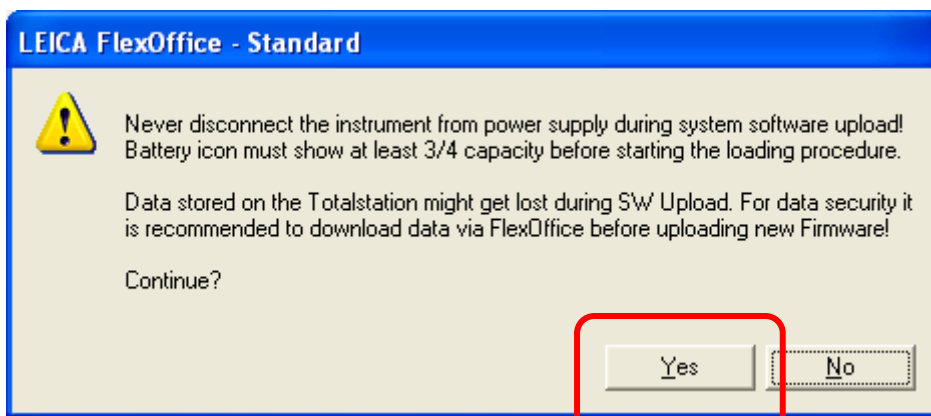 LEICA FlexOffice - Standard
Never disconnect the instrument from power supply during system software upload!
Battery icon must show at least 3/4 capacity before starting the loading procedure.
Data stored on the Totalstation might get lost during SW Upload. For data security it
is recommended to download data via FlexOffice before uploading new Firmware!
Continue?
Yes No